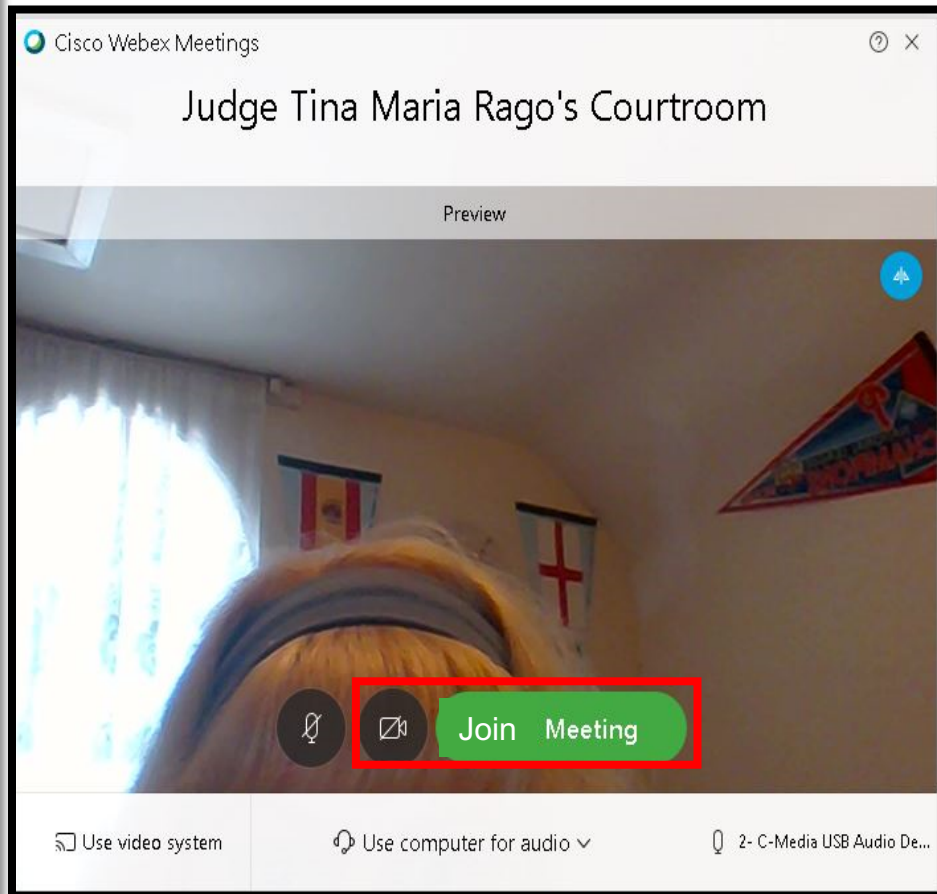 Cisco Webex Meetings
Judge Tina Maria Rago's Courtroom
Preview
CHAMPIONS
Join Meeting
Use video system
Use computer for audio
2- C-Media USB Audio De...